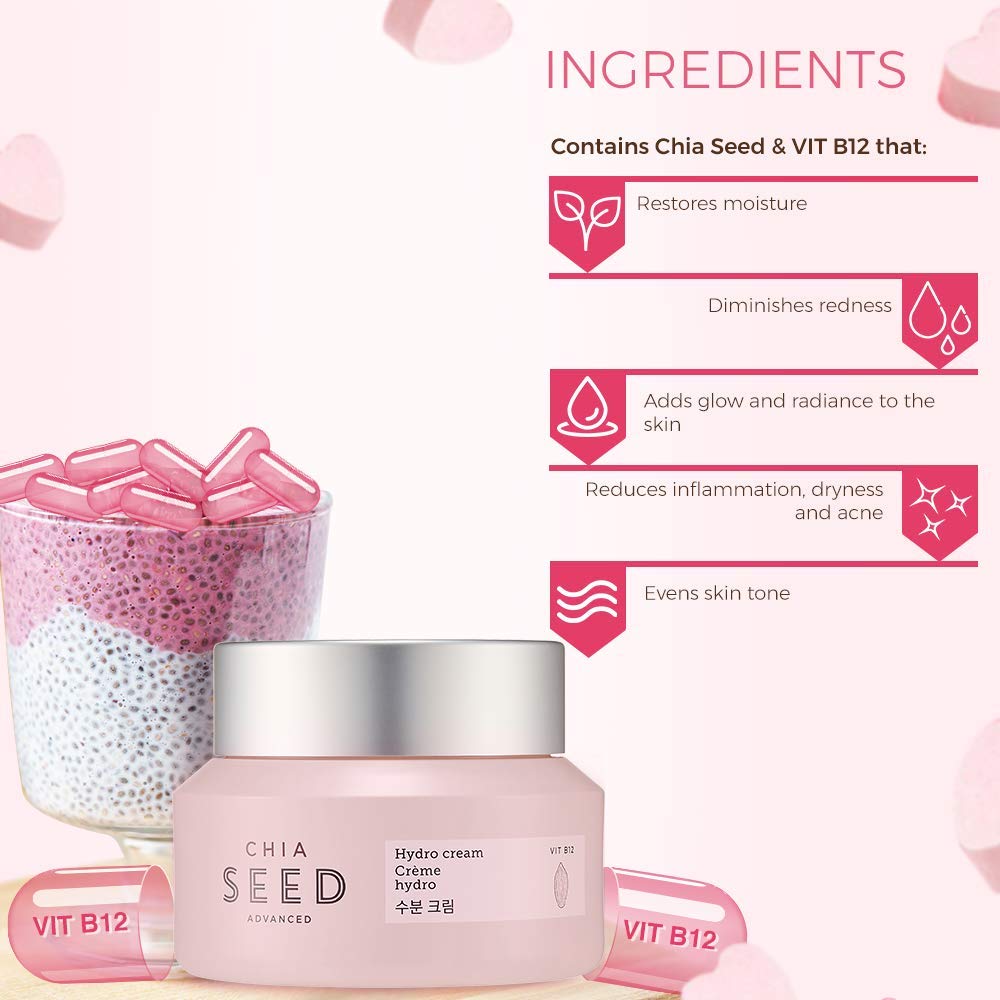 INGREDIENTS
Contains Chia Seed & VIT B12 that:
Restores moisture
Diminishes redness
Adds glow and radiance to the
skin
Reduces inflammation, dryness
and acne
Evens skin tone
CHIA
SEED
ADVANCED
Hydro cream
Crème
hydro
수분 크림
VIT B12
VIT B12
VIT B12